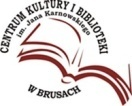 CENTRUM KULTURY I BIBLIOTEKI
im. Jana Karnowskiego
W BRUSACH